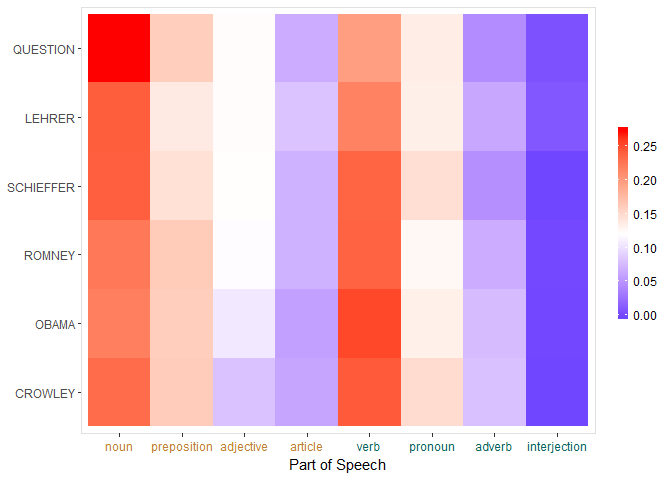 QUESTION
LEHRER
SCHIEFFER
ROMNEY
OBAMA
CROWLEY
noun preposition adjective article verb pronoun adverb interjection
Part of Speech
0.25
0.20
0.15
0.10
0.05
0.00